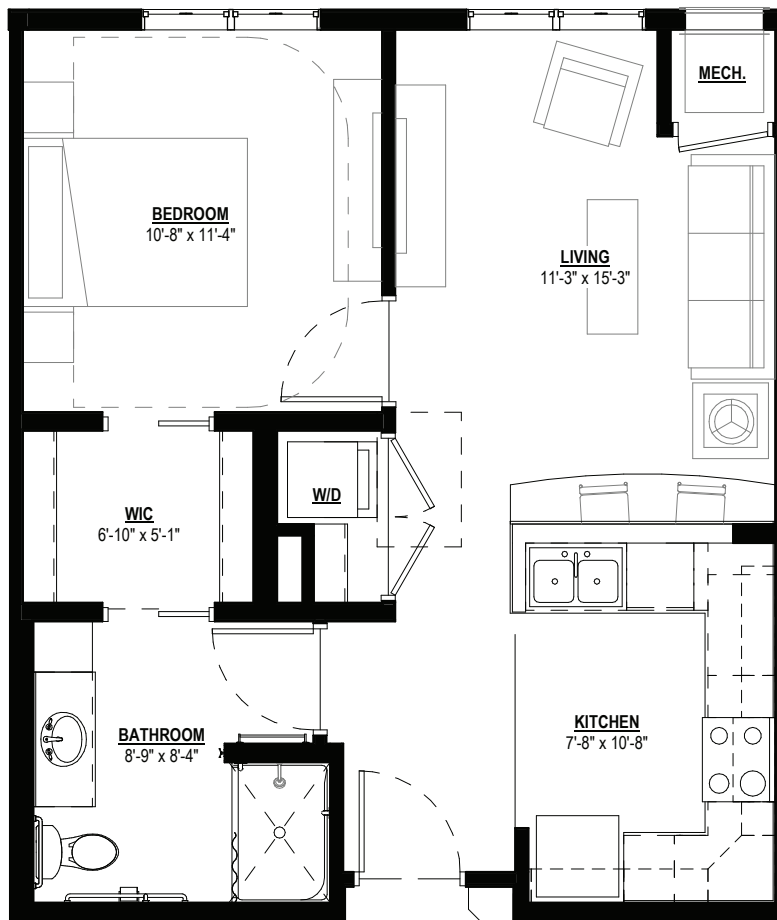 MECH.
BEDROOM
10'-8" x 11'-4"
LIVING
11'-3" x 15'-3"
W/D
WIC
6'-10" x 5'-1"
KITCHEN
7'-8" x 10'-8"
BATHROOM
8'-9" x 8'-4"